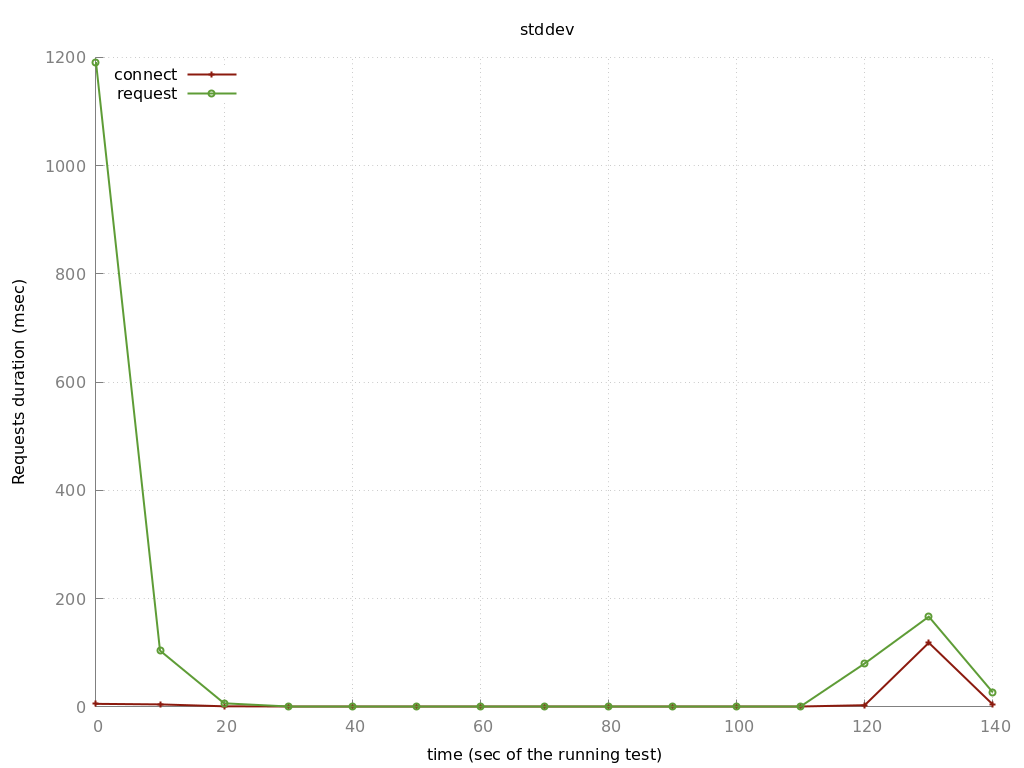 stddev
connect
request
1200
1000
800
600
400
200
0
0 20 40 60 80 100 120 140
Requests duration (msec)
time (sec of the running test)